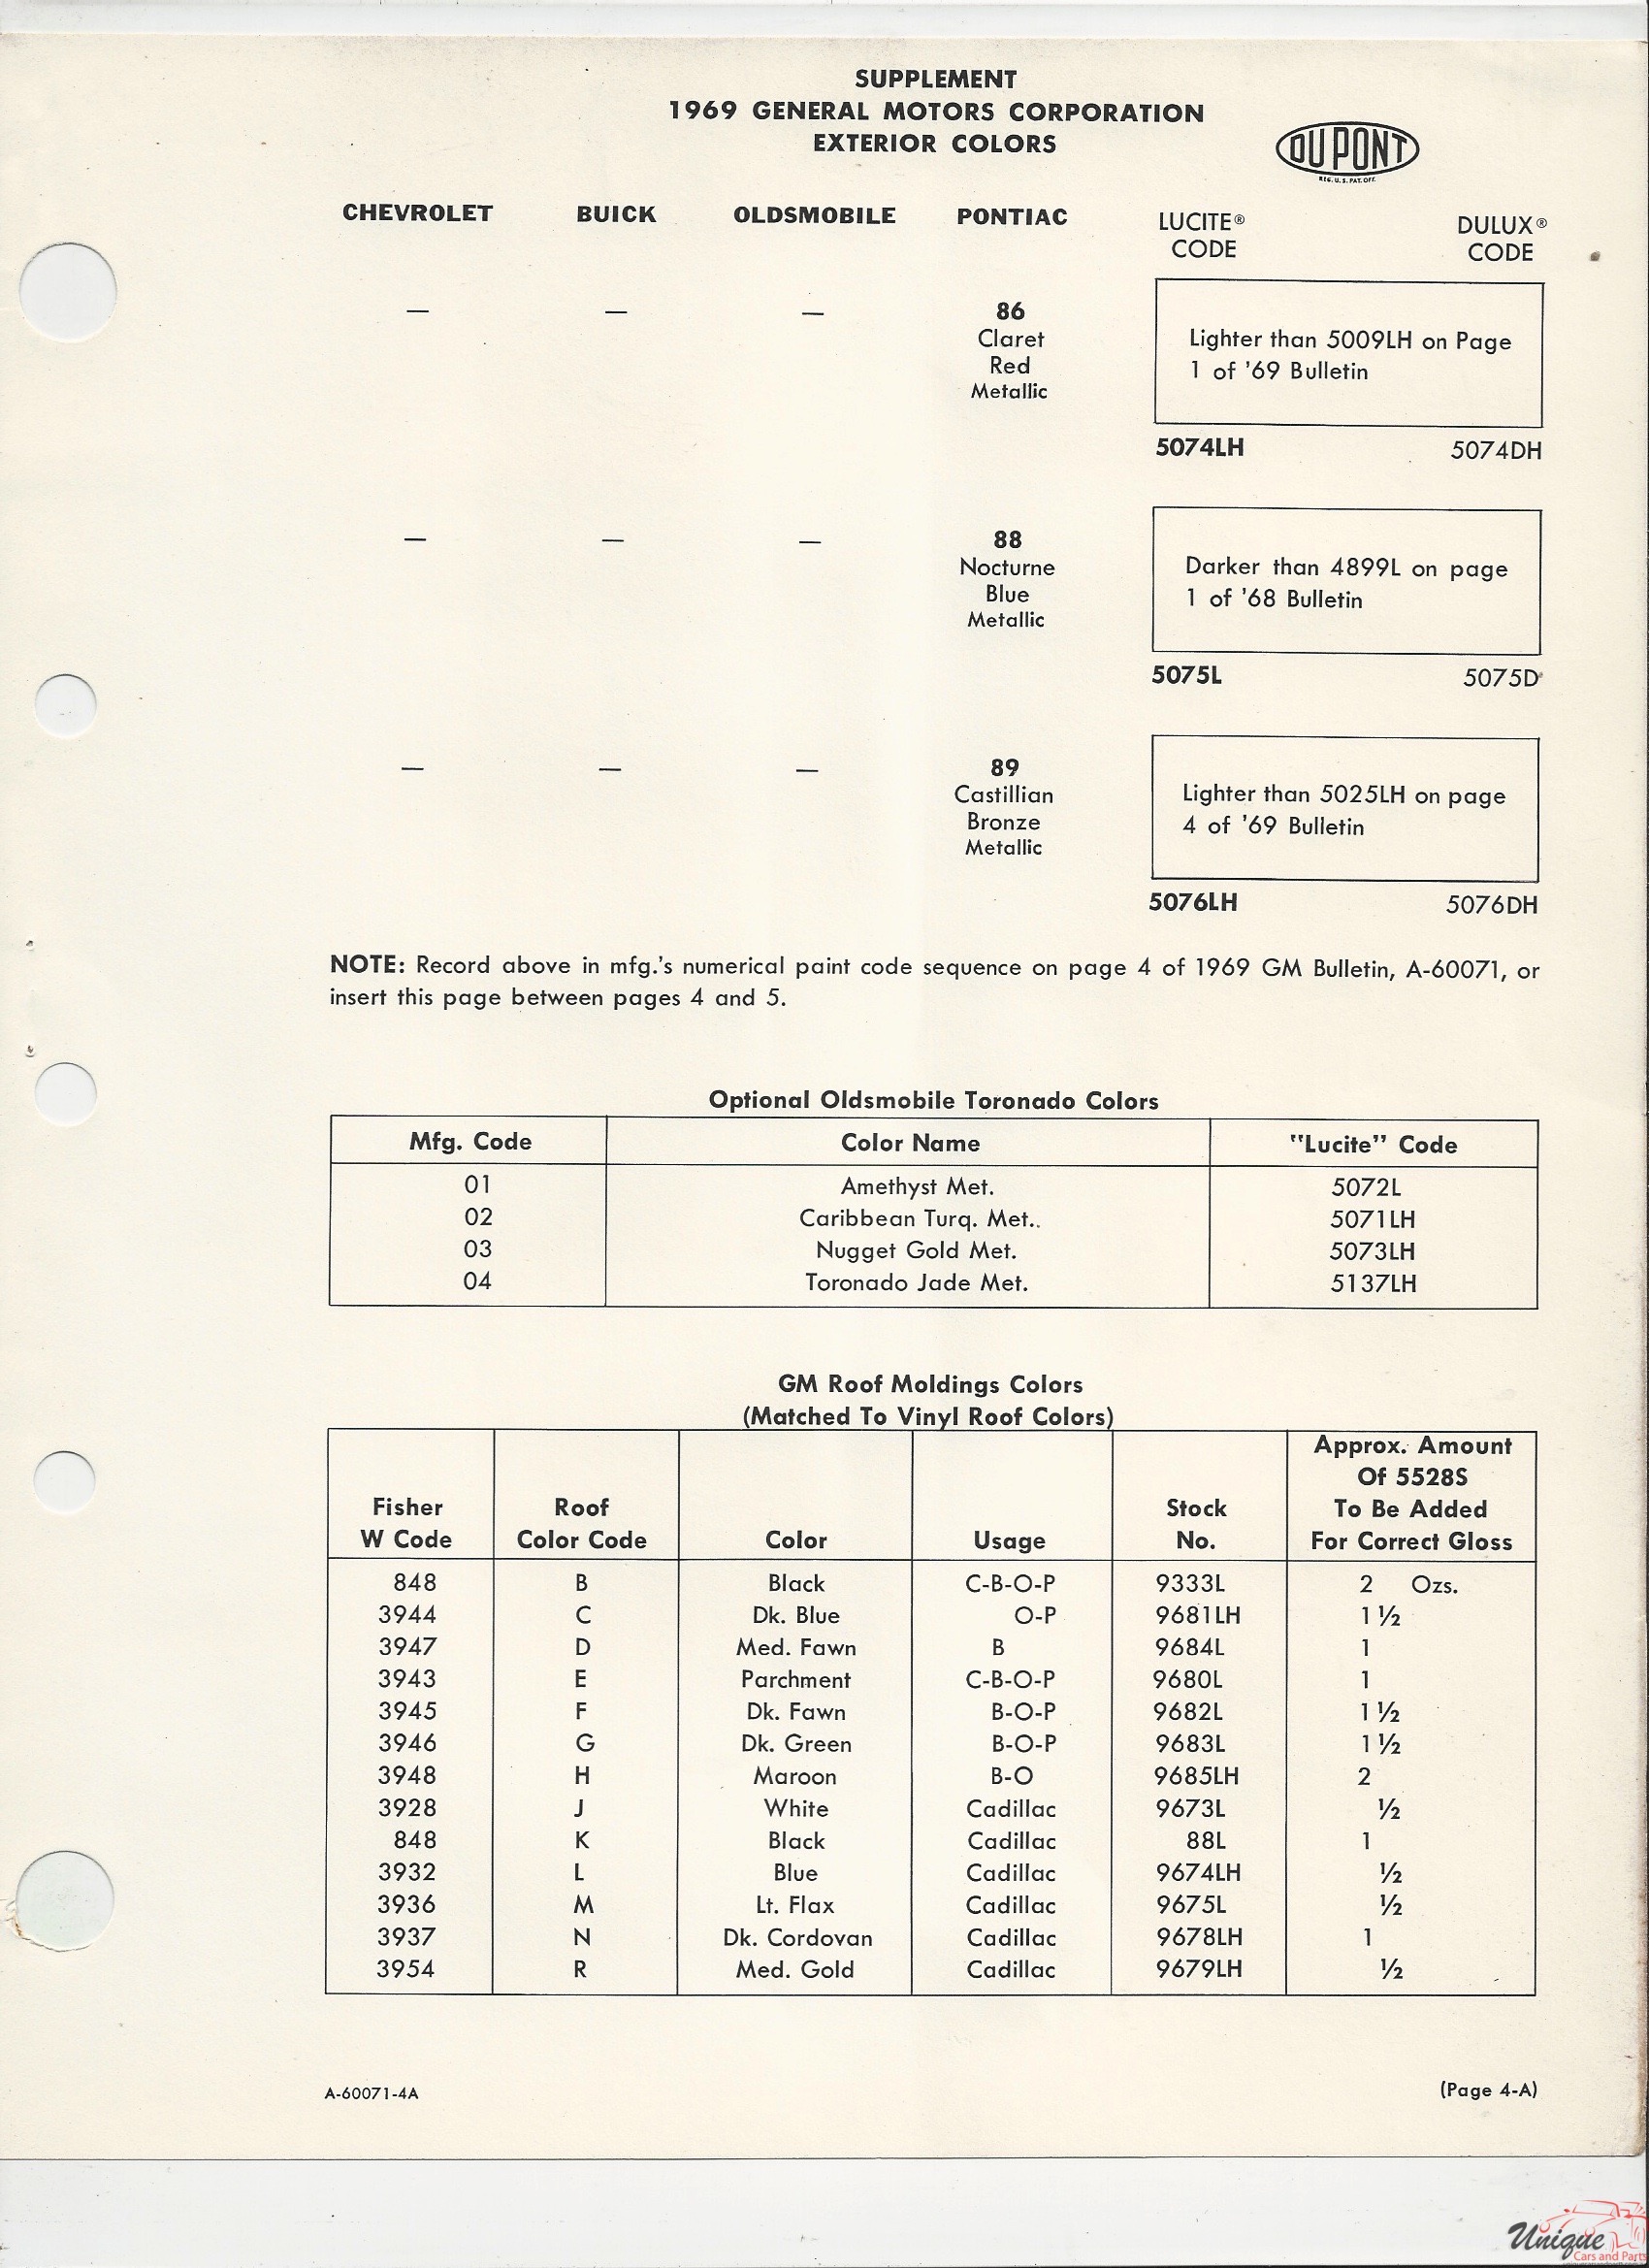 SUPPLEMENT
1969 GENERAL MOTORS CORPORATION
EXTERIOR COLORS
DU PONT
REG. U.S. PAT. OFF.
CHEVROLET BUICK OLDSMOBILE PONTIAC LUCITE® CODE DULUX® CODE
— — — 86
Claret
Red
Metallic
Lighter than 5009LH on Page
1 of '69 Bulletin
5074LH 5074DH
— — — 88
Nocturne
Blue
Metallic
Darker than 4899L on page
1 of '68 Bulletin
5075L 5075D
— — — 89
Castillian
Bronze
Metallic
Lighter than 5025LH on page
4 of '69 Bulletin
5076LH 5076DH
NOTE: Record above in mfg.'s numerical paint code sequence on page 4 of 1969 GM Bulletin, A-60071, or
insert this page between pages 4 and 5.
Optional Oldsmobile Toronado Colors
Mfg. Code Color Name "Lucite" Code
01 Amethyst Met. 5072L
02 Caribbean Turq. Met.. 5071LH
03 Nugget Gold Met. 5073LH
04 Toronado Jade Met. 5137LH
GM Roof Moldings Colors
(Matched To Vinyl Roof Colors)
Fisher W Code Roof Color Code Color Usage Stock No. Approx. Amount Of 5528S To Be Added For Correct Gloss
848 B Black C-B-O-P 9333L 2 Ozs.
3944 C Dk. Blue O-P 9681LH 1½
3947 D Med. Fawn B 9684L 1
3943 E Parchment C-B-O-P 9680L 1
3945 F Dk. Fawn B-O-P 9682L 1½
3946 G Dk. Green B-O-P 9683L 1½
3948 H Maroon B-O 9685LH 2
3928 J White Cadillac 9673L ½
848 K Black Cadillac 88L 1
3932 L Blue Cadillac 9674LH ½
3936 M Lt. Flax Cadillac 9675L ½
3937 N Dk. Cordovan Cadillac 9678LH 1
3954 R Med. Gold Cadillac 9679LH ½
A-60071-4A (Page 4-A)
Unique
Cars and Parts